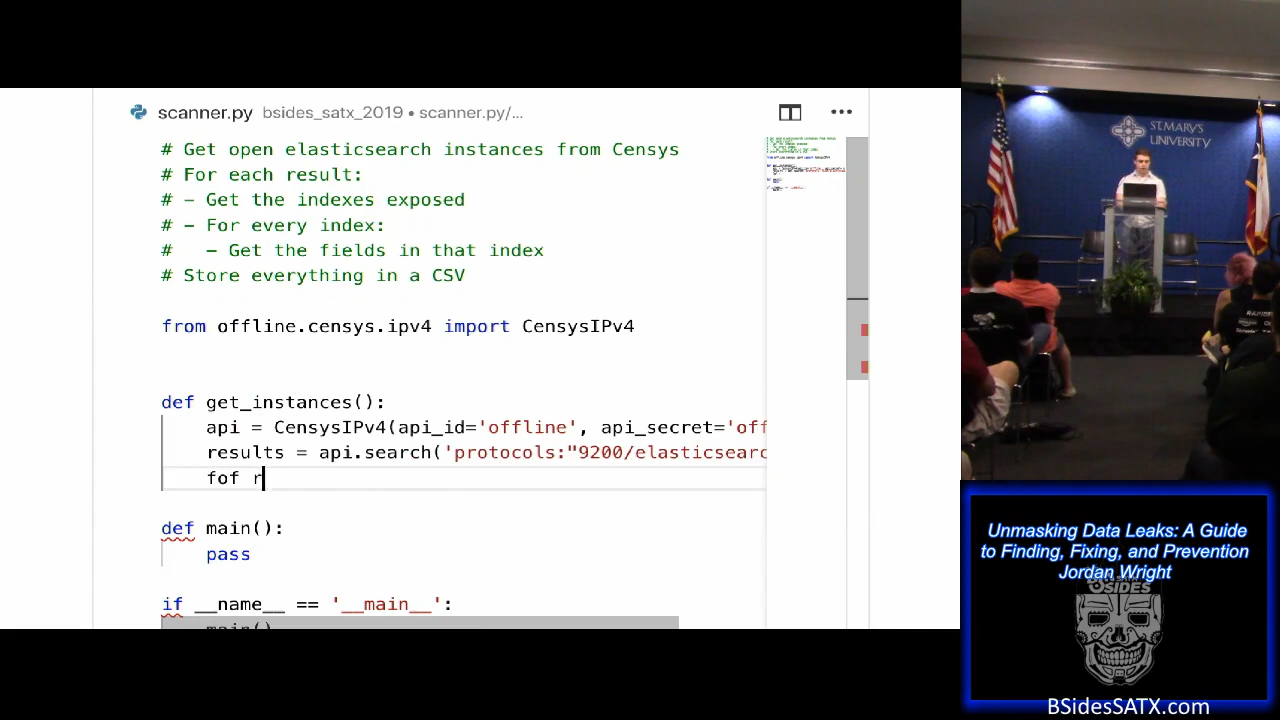 scanner.py bsides_satx_2019 • scanner.py/...
# Get open elasticsearch instances from Censys
# For each result:
# - Get the indexes exposed
# - For every index:
#   - Get the fields in that index
# Store everything in a CSV
from offline.censys.ipv4 import CensysIPv4
def get_instances():
api = CensysIPv4(api_id='offline', api_secret='off
results = api.search('protocols:"9200/elasticsearc
fof r
def main():
pass
if __name__ == '__main__':
main()
ST. MARY'S
UNIVERSITY
Unmasking Data Leaks: A Guide
to Finding, Fixing, and Prevention
Jordan Wright
BSIDES
BSidesSATX.com